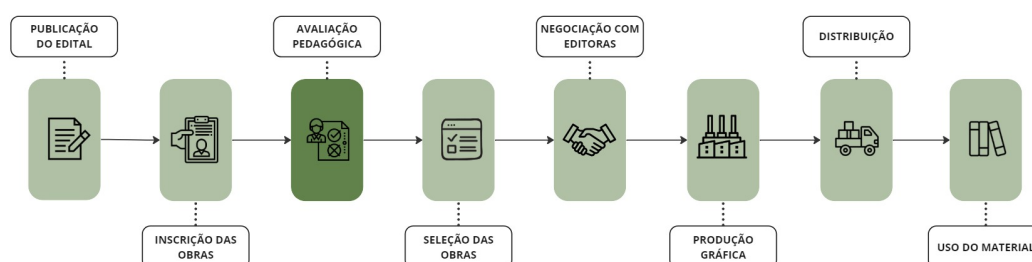 PUBLICAÇÃO
DO EDITAL
AVALIAÇÃO
PEDAGÓGICA
NEGOCIAÇÃO COM
EDITORAS
DISTRIBUIÇÃO
INSCRIÇÃO DAS
OBRAS
SELEÇÃO DAS
OBRAS
PRODUÇÃO
GRÁFICA
USO DO MATERIAL